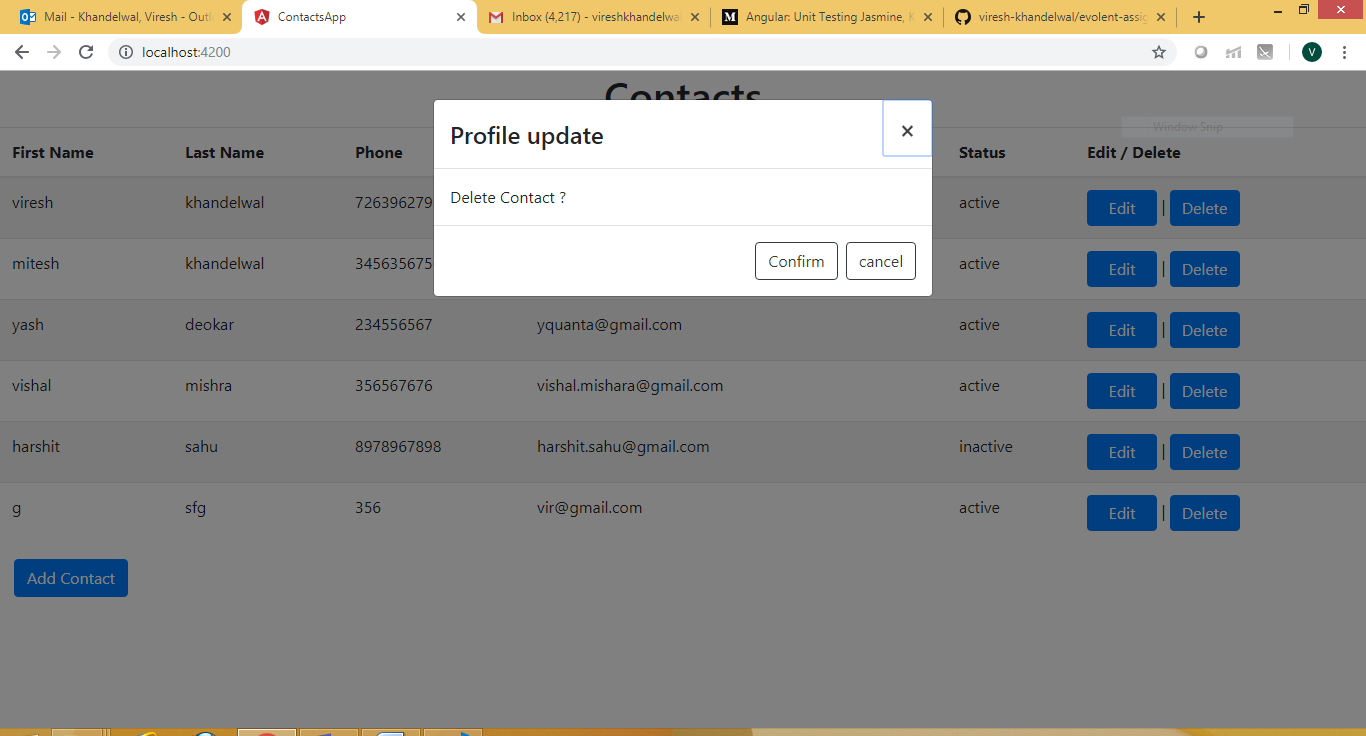 Mail - Khandelwal, Viresh - Outl
ContactsApp
Inbox (4,217) - vireshkhandelwa
Angular: Unit Testing Jasmine, K
viresh-khandelwal/evolent-assig
localhost:4200
V
Contacts
Window Snip
Profile update
×
Delete Contact ?
Confirm cancel
First Name Last Name Phone Status Edit / Delete
viresh khandelwal 726396279 active Edit | Delete
mitesh khandelwal 345635675 active Edit | Delete
yash deokar 234556567 yquanta@gmail.com active Edit | Delete
vishal mishra 356567676 vishal.mishara@gmail.com active Edit | Delete
harshit sahu 8978967898 harshit.sahu@gmail.com inactive Edit | Delete
g sfg 356 vir@gmail.com active Edit | Delete
Add Contact